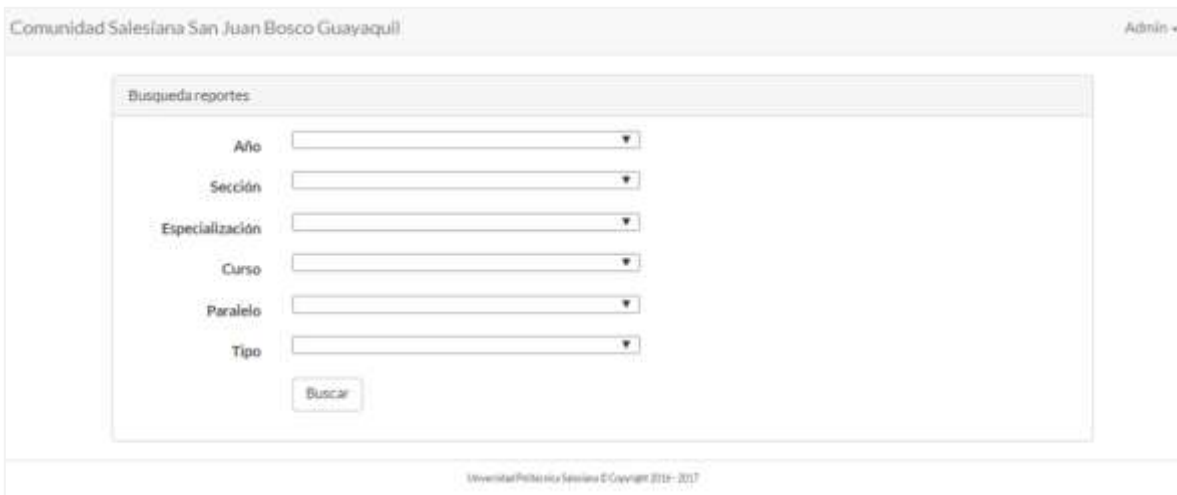 Comunidad Salesiana San Juan Bosco Guayaquil
Admin
Busqueda reportes
Año
Sección
Especialización
Curso
Paralelo
Tipo
Buscar
Universidad Politecnica Salesiana © Copyright 2016 - 2017